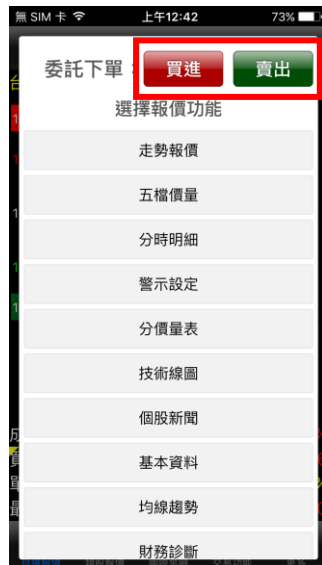 無 SIM 卡 上午12:42 73%
委託下單： 買進 賣出
選擇報價功能
走勢報價
五檔價量
分時明細
警示設定
分價量表
技術線圖
個股新聞
基本資料
均線趨勢
財務診斷